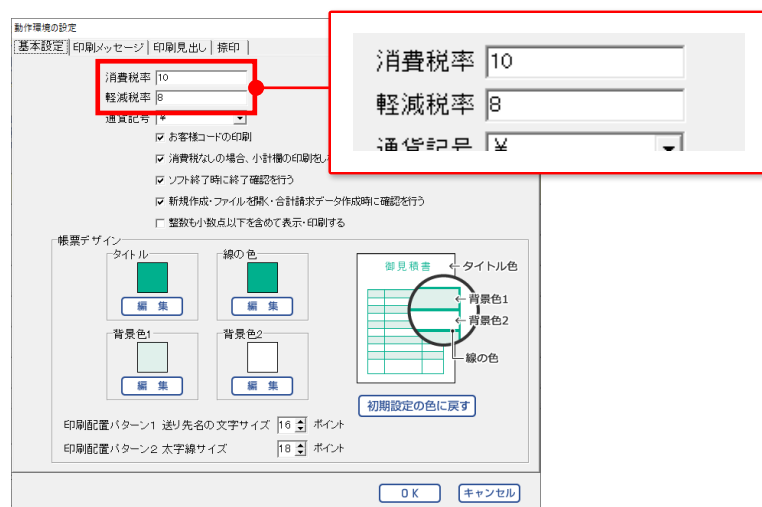 動作環境の設定
基本設定 印刷メッセージ 印刷見出し 捺印
消費税率 10
軽減税率 8
通貨記号 ¥
消費税率 10
軽減税率 8
通貨記号 ¥
お客様コードの印刷
消費税なしの場合、小計欄の印刷をし
ソフト終了時に終了確認を行う
新規作成・ファイルを開く・合計請求データ作成時に確認を行う
整数も小数点以下を含めて表示・印刷する
帳票デザイン
タイトル 線の色
編 集 編 集
背景色1 背景色2
編 集 編 集
御見積書 ←タイトル色
←背景色1
←背景色2
線の色
初期設定の色に戻す
印刷配置パターン1 送り先名の文字サイズ 16 ポイント
印刷配置パターン2 太字線サイズ 18 ポイント
OK キャンセル